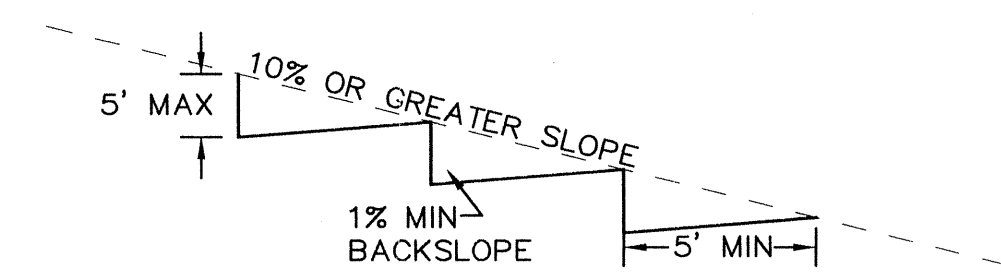 10% OR GREATER SLOPE
5' MAX
1% MIN
BACKSLOPE
5' MIN